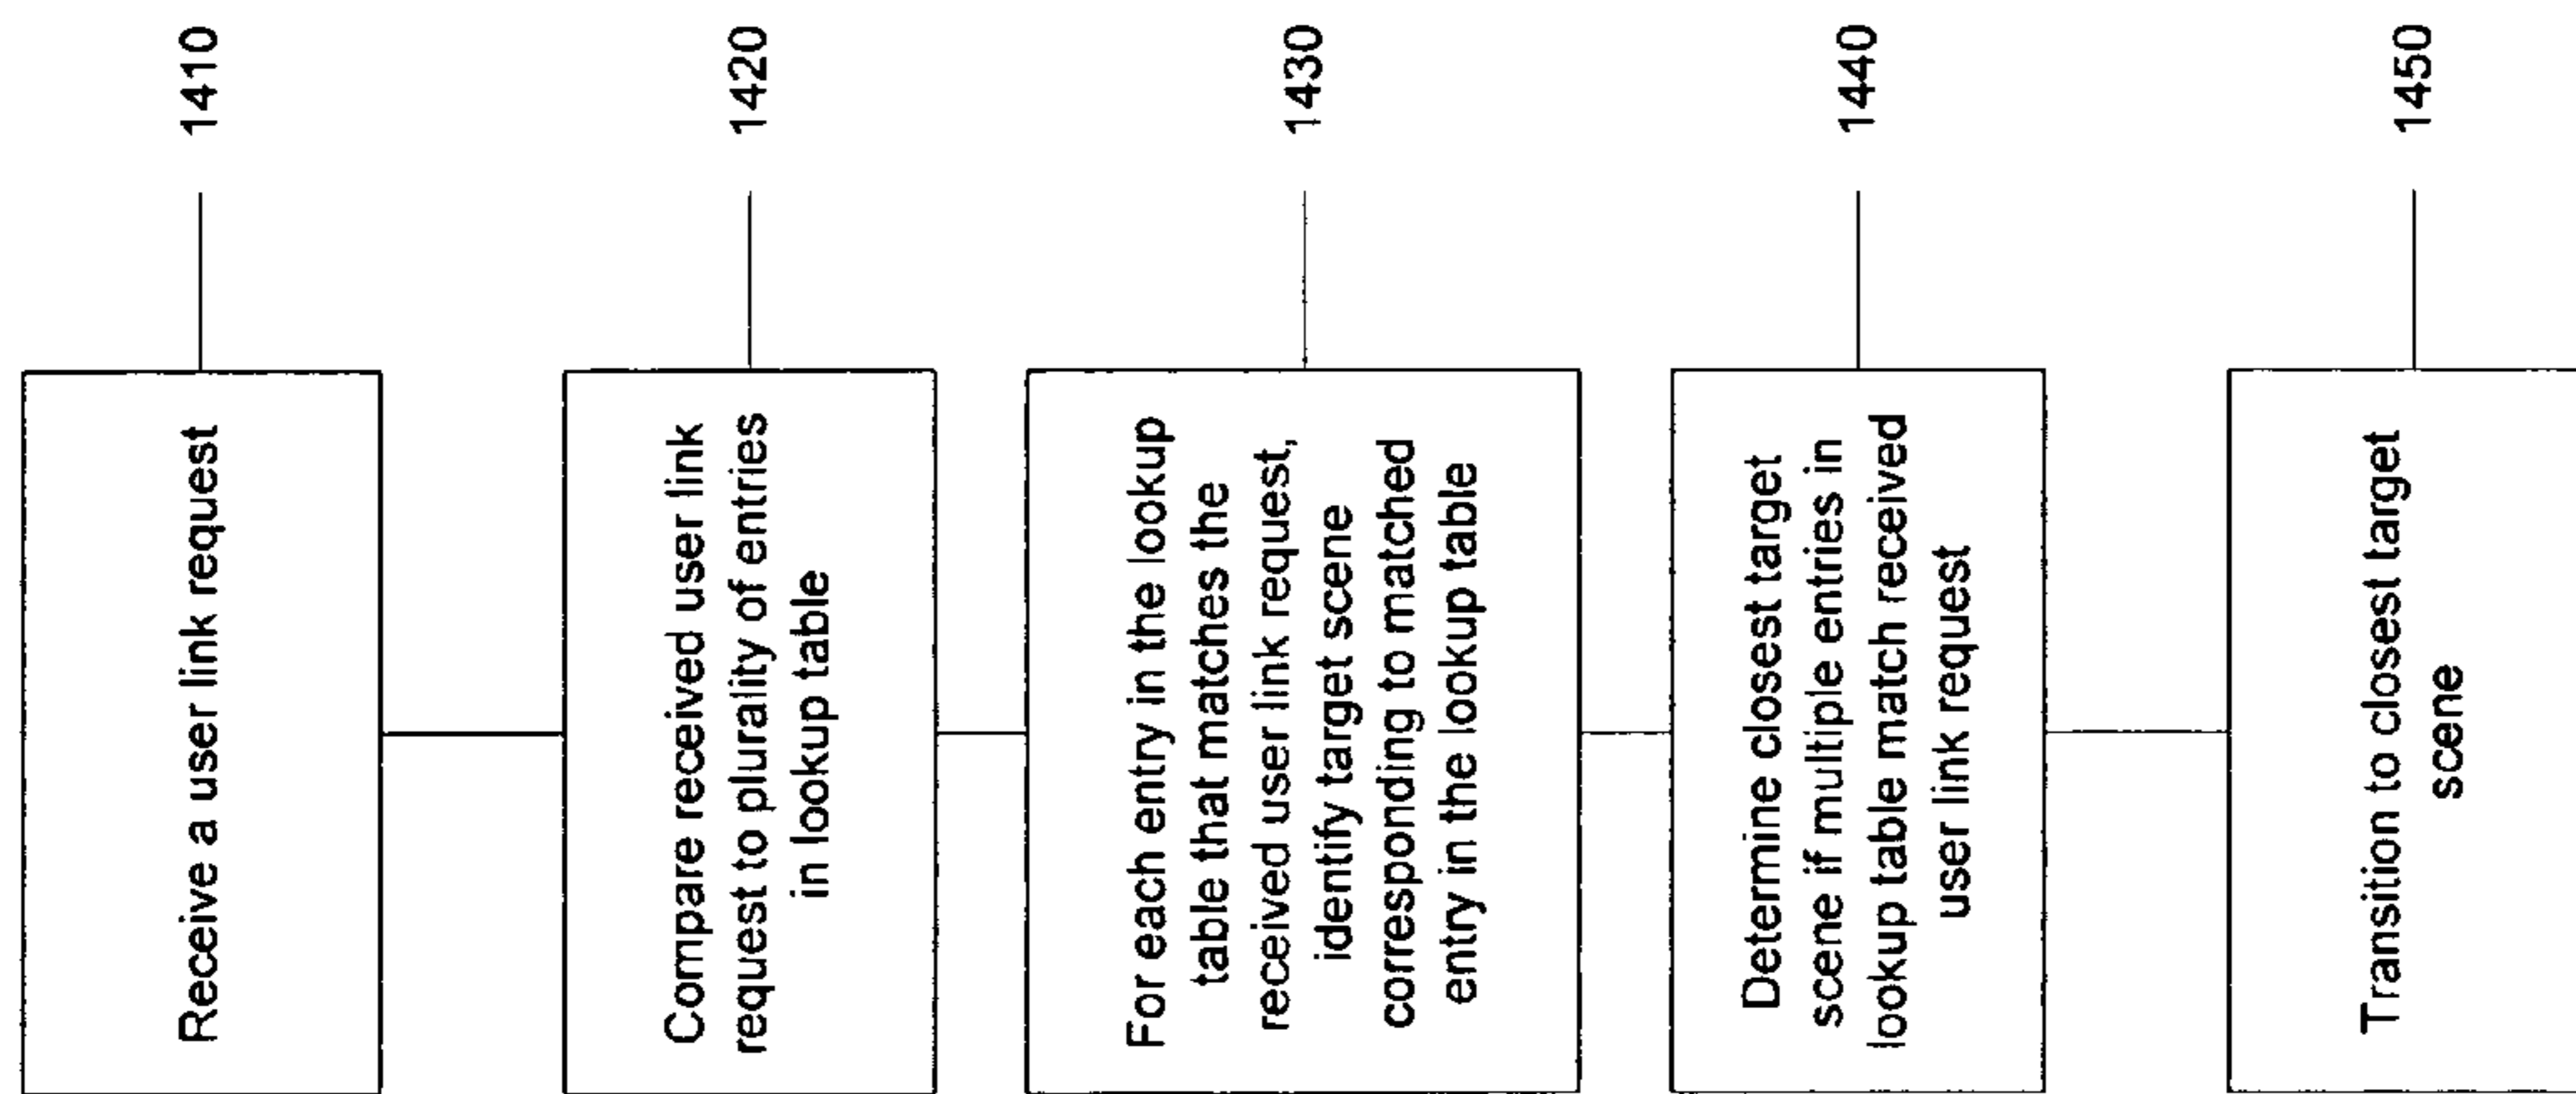 Receive a user link request
1410
Compare received user link
request to plurality of entries
in lookup table
1420
For each entry in the lookup
table that matches the
received user link request,
identify target scene
corresponding to matched
entry in the lookup table
1430
Determine closest target
scene if multiple entries in
lookup table match received
user link request
1440
Transition to closest target
scene
1450